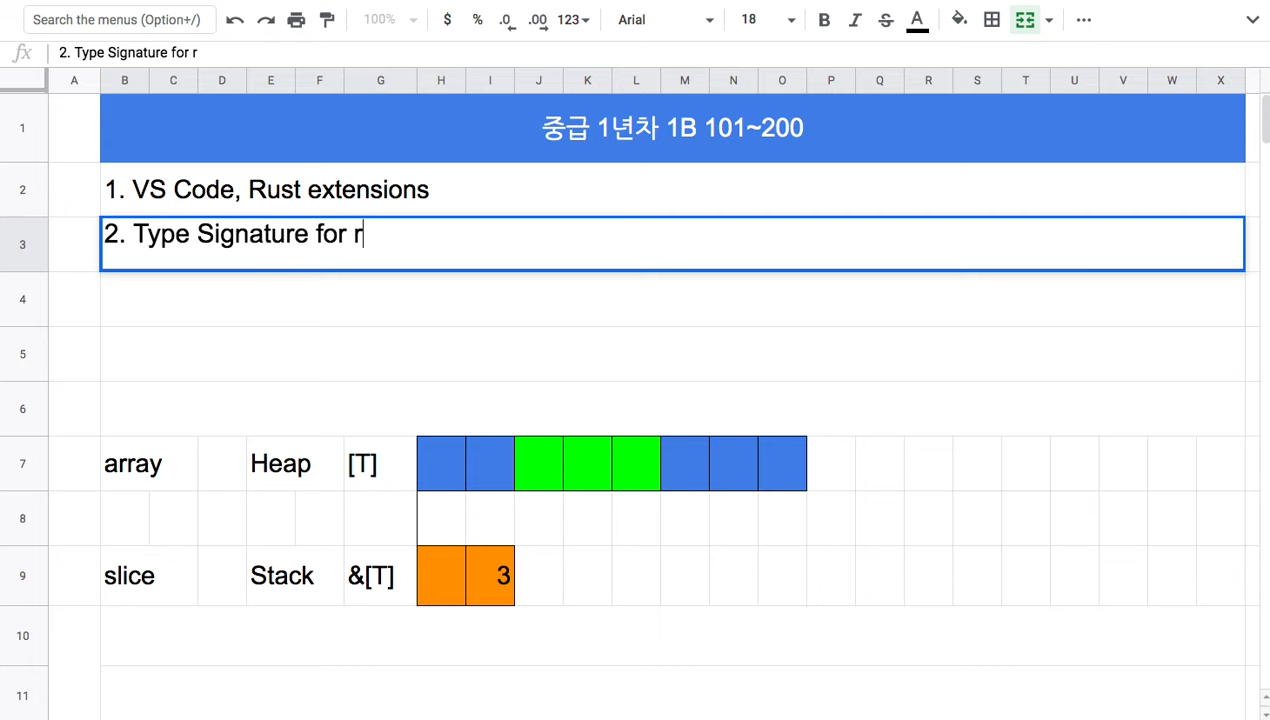 Search the menus (Option+/)
100%
$ % .0 .00 123
Arial
18
B I S A
fx 2. Type Signature for r
A B C D E F G H I J K L M N O P Q R S T U V W X
1 중급 1년차 1B 101~200
2 1. VS Code, Rust extensions
3 2. Type Signature for r
4
5
6
7 array Heap [T]
8
9 slice Stack &[T] 3
10
11